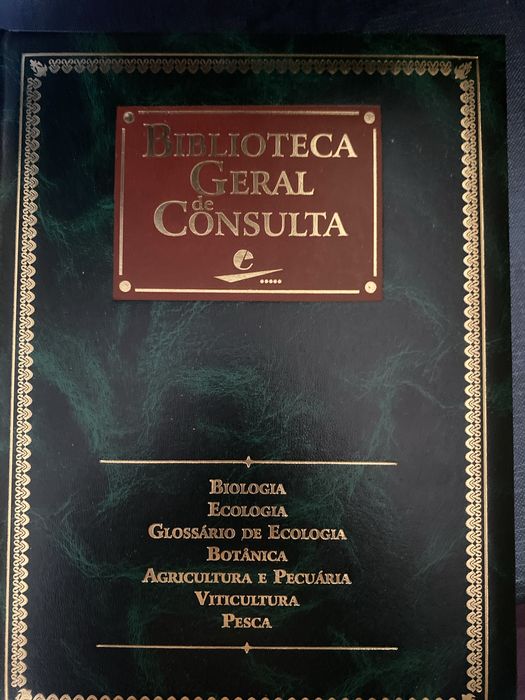 BIBLIOTECA
GERAL
de
CONSULTA
e
BIOLOGIA
ECOLOGIA
GLOSSÁRIO DE ECOLOGIA
BOTÂNICA
AGRICULTURA E PECUÁRIA
VITICULTURA
PESCA